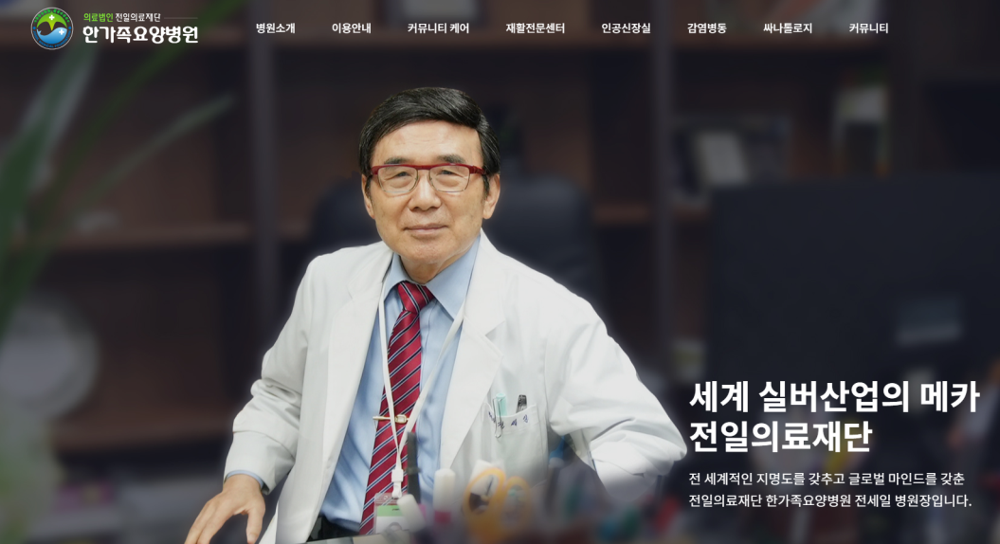 의료법인 전일의료재단
한가족요양병원
병원소개 이용안내 커뮤니티 케어 재활전문센터 인공신장실 감염병동 싸나톨로지 커뮤니티
세계 실버산업의 메카
전일의료재단
전 세계적인 지명도를 갖추고 글로벌 마인드를 갖춘
전일의료재단 한가족요양병원 전세일 병원장입니다.